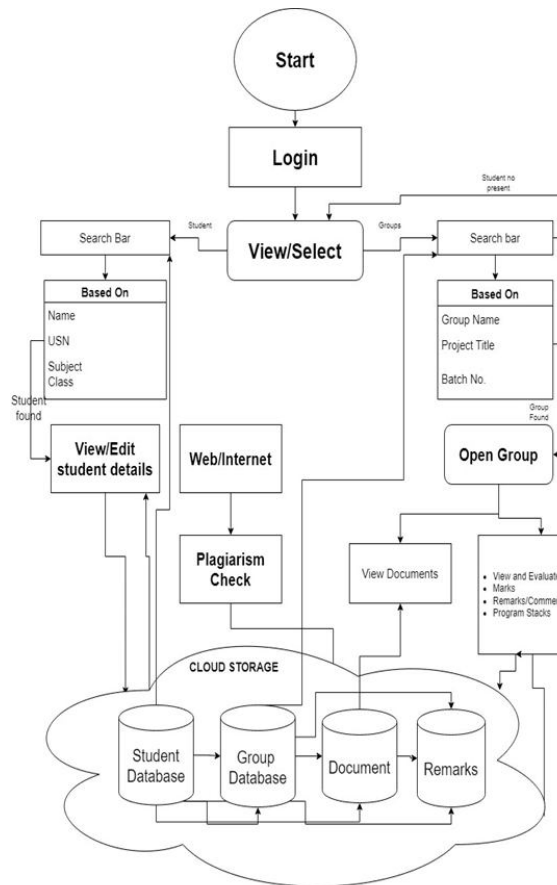 Start
Login
Student no
present
Student
Groups
Search Bar
View/Select
Search bar
Based On
Name
USN
Subject
Class
Based On
Group Name
Project Title
Batch No.
Student
found
Group
Found
View/Edit
student details
Web/Internet
Open Group
Plagiarism
Check
View Documents
View and Evaluate
Marks
Remarks/Comme
Program Stacks
CLOUD STORAGE
Student
Database
Group
Database
Document
Remarks